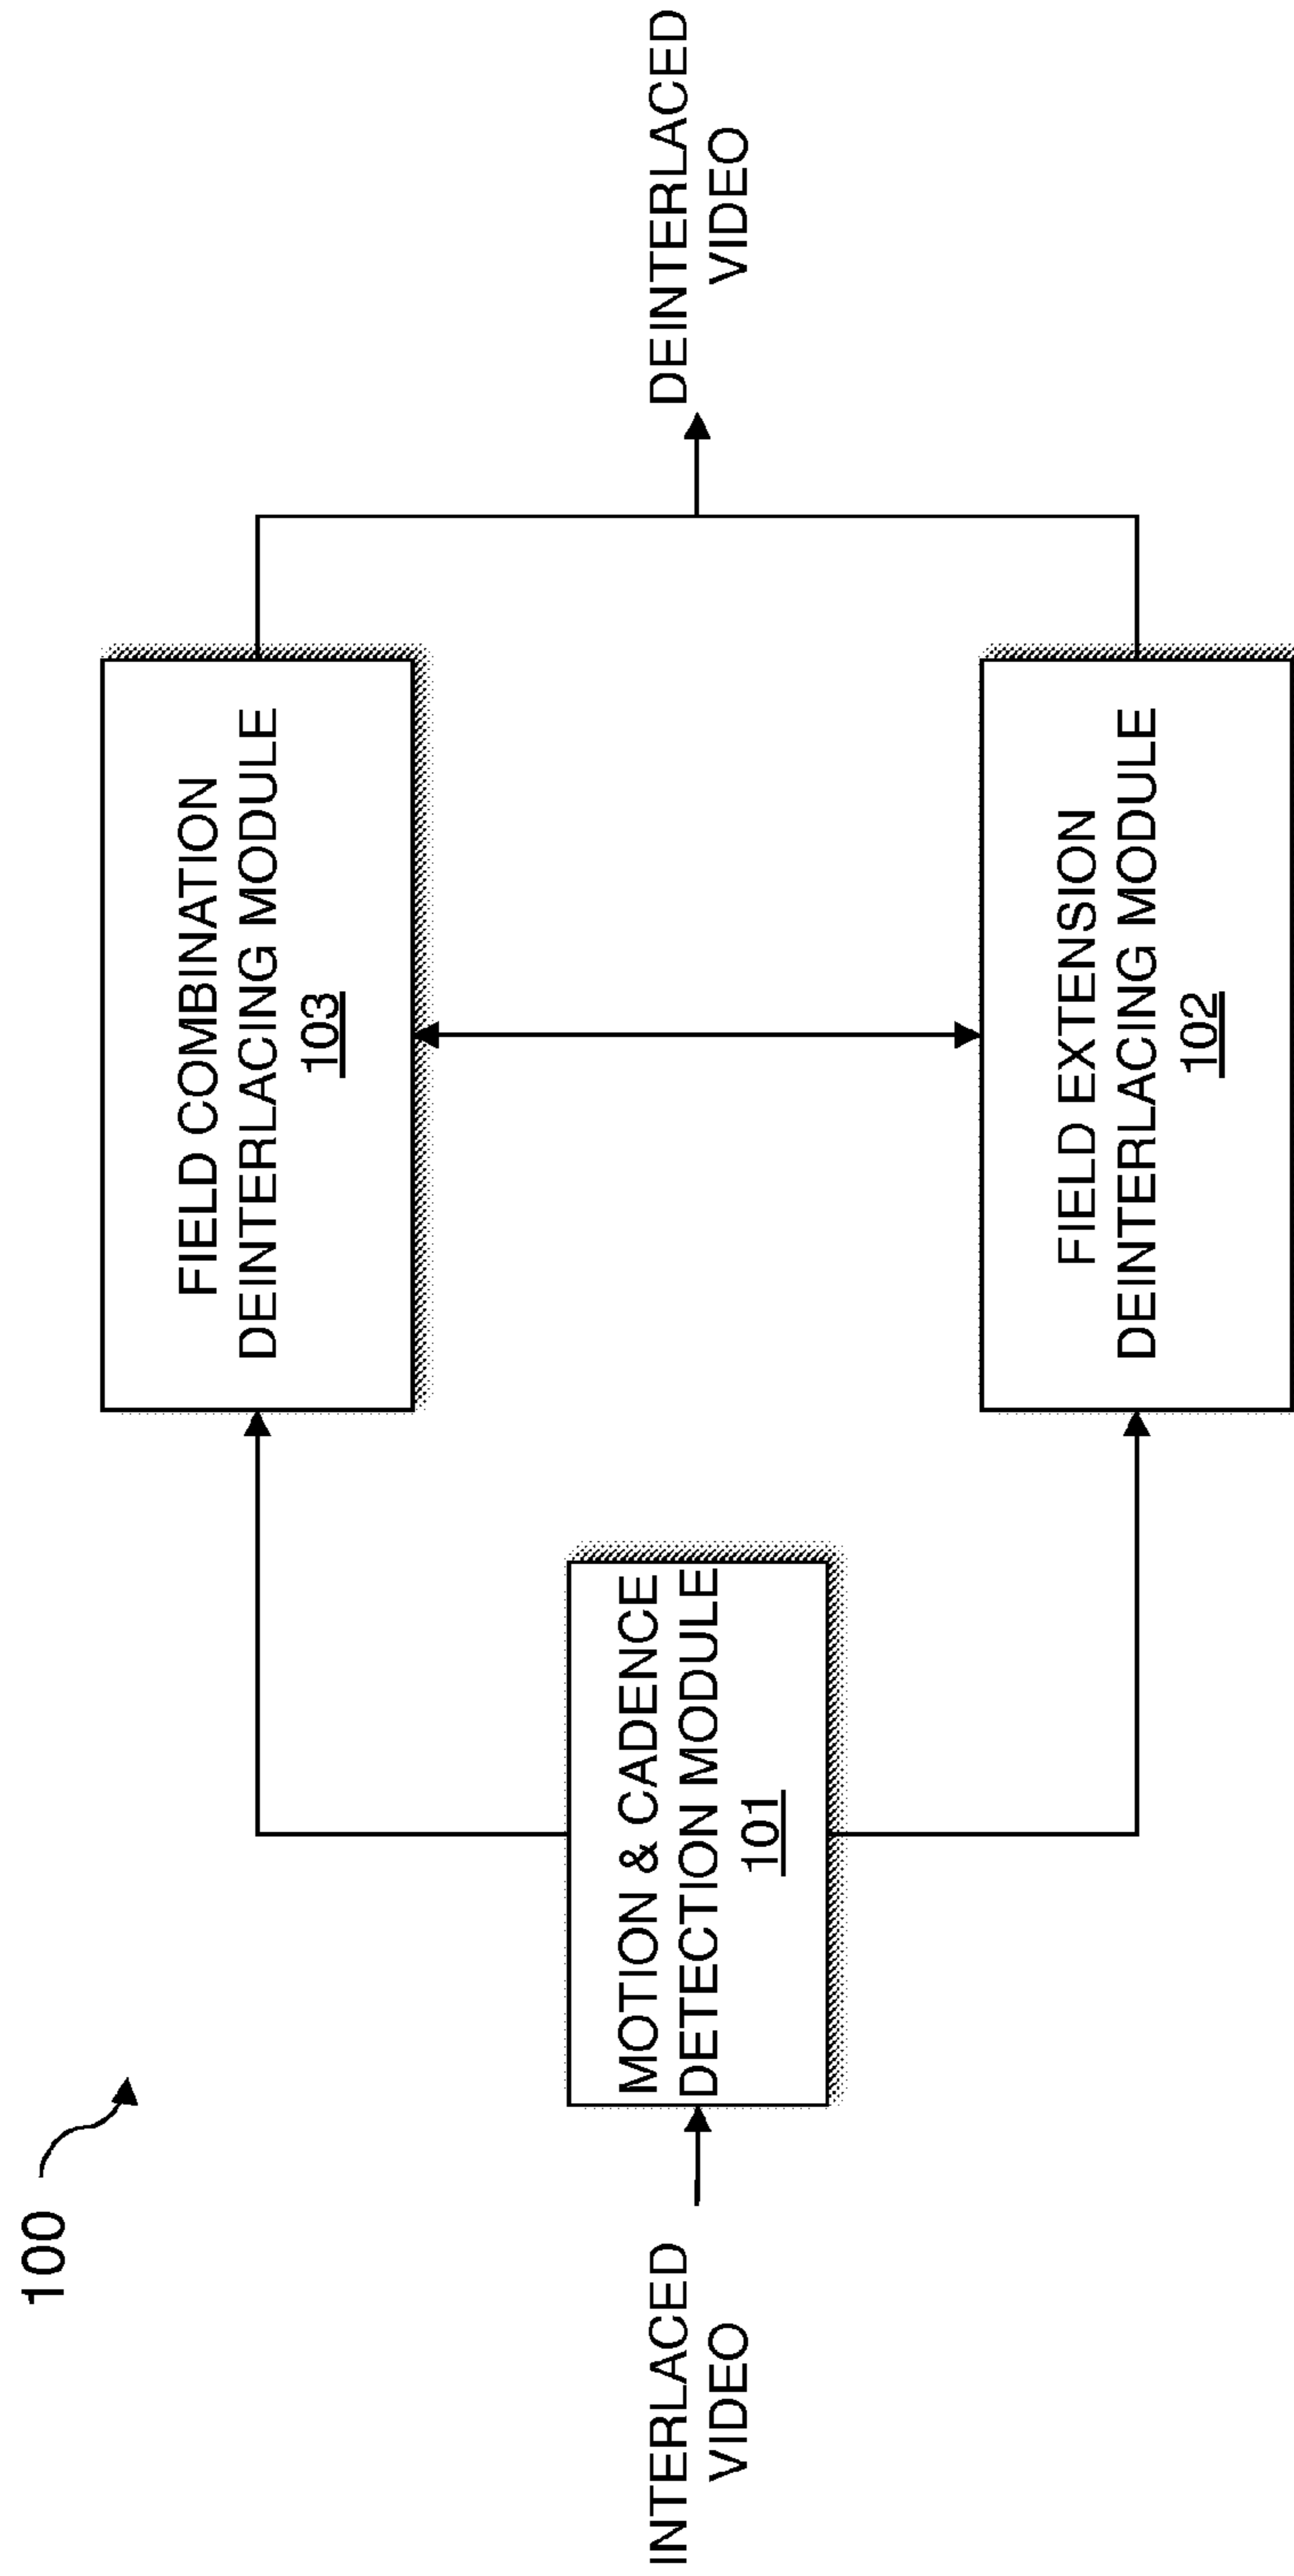 100
INTERLACED
VIDEO
MOTION & CADENCE
DETECTION MODULE
101
FIELD COMBINATION
DEINTERLACING MODULE
103
FIELD EXTENSION
DEINTERLACING MODULE
102
DEINTERLACED
VIDEO